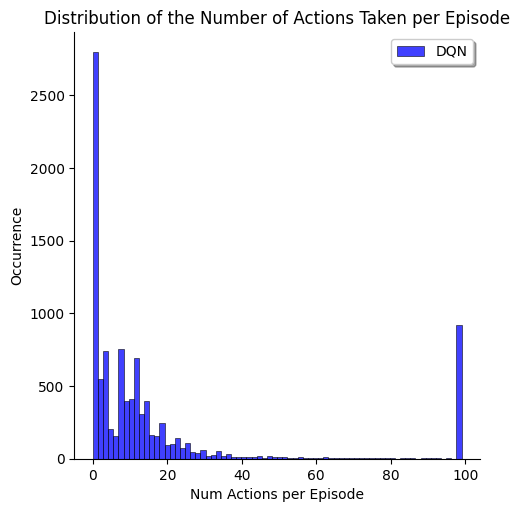 Distribution of the Number of Actions Taken per Episode
DQN
2500
2000
1500
1000
500
0
Occurrence
0 20 40 60 80 100
Num Actions per Episode